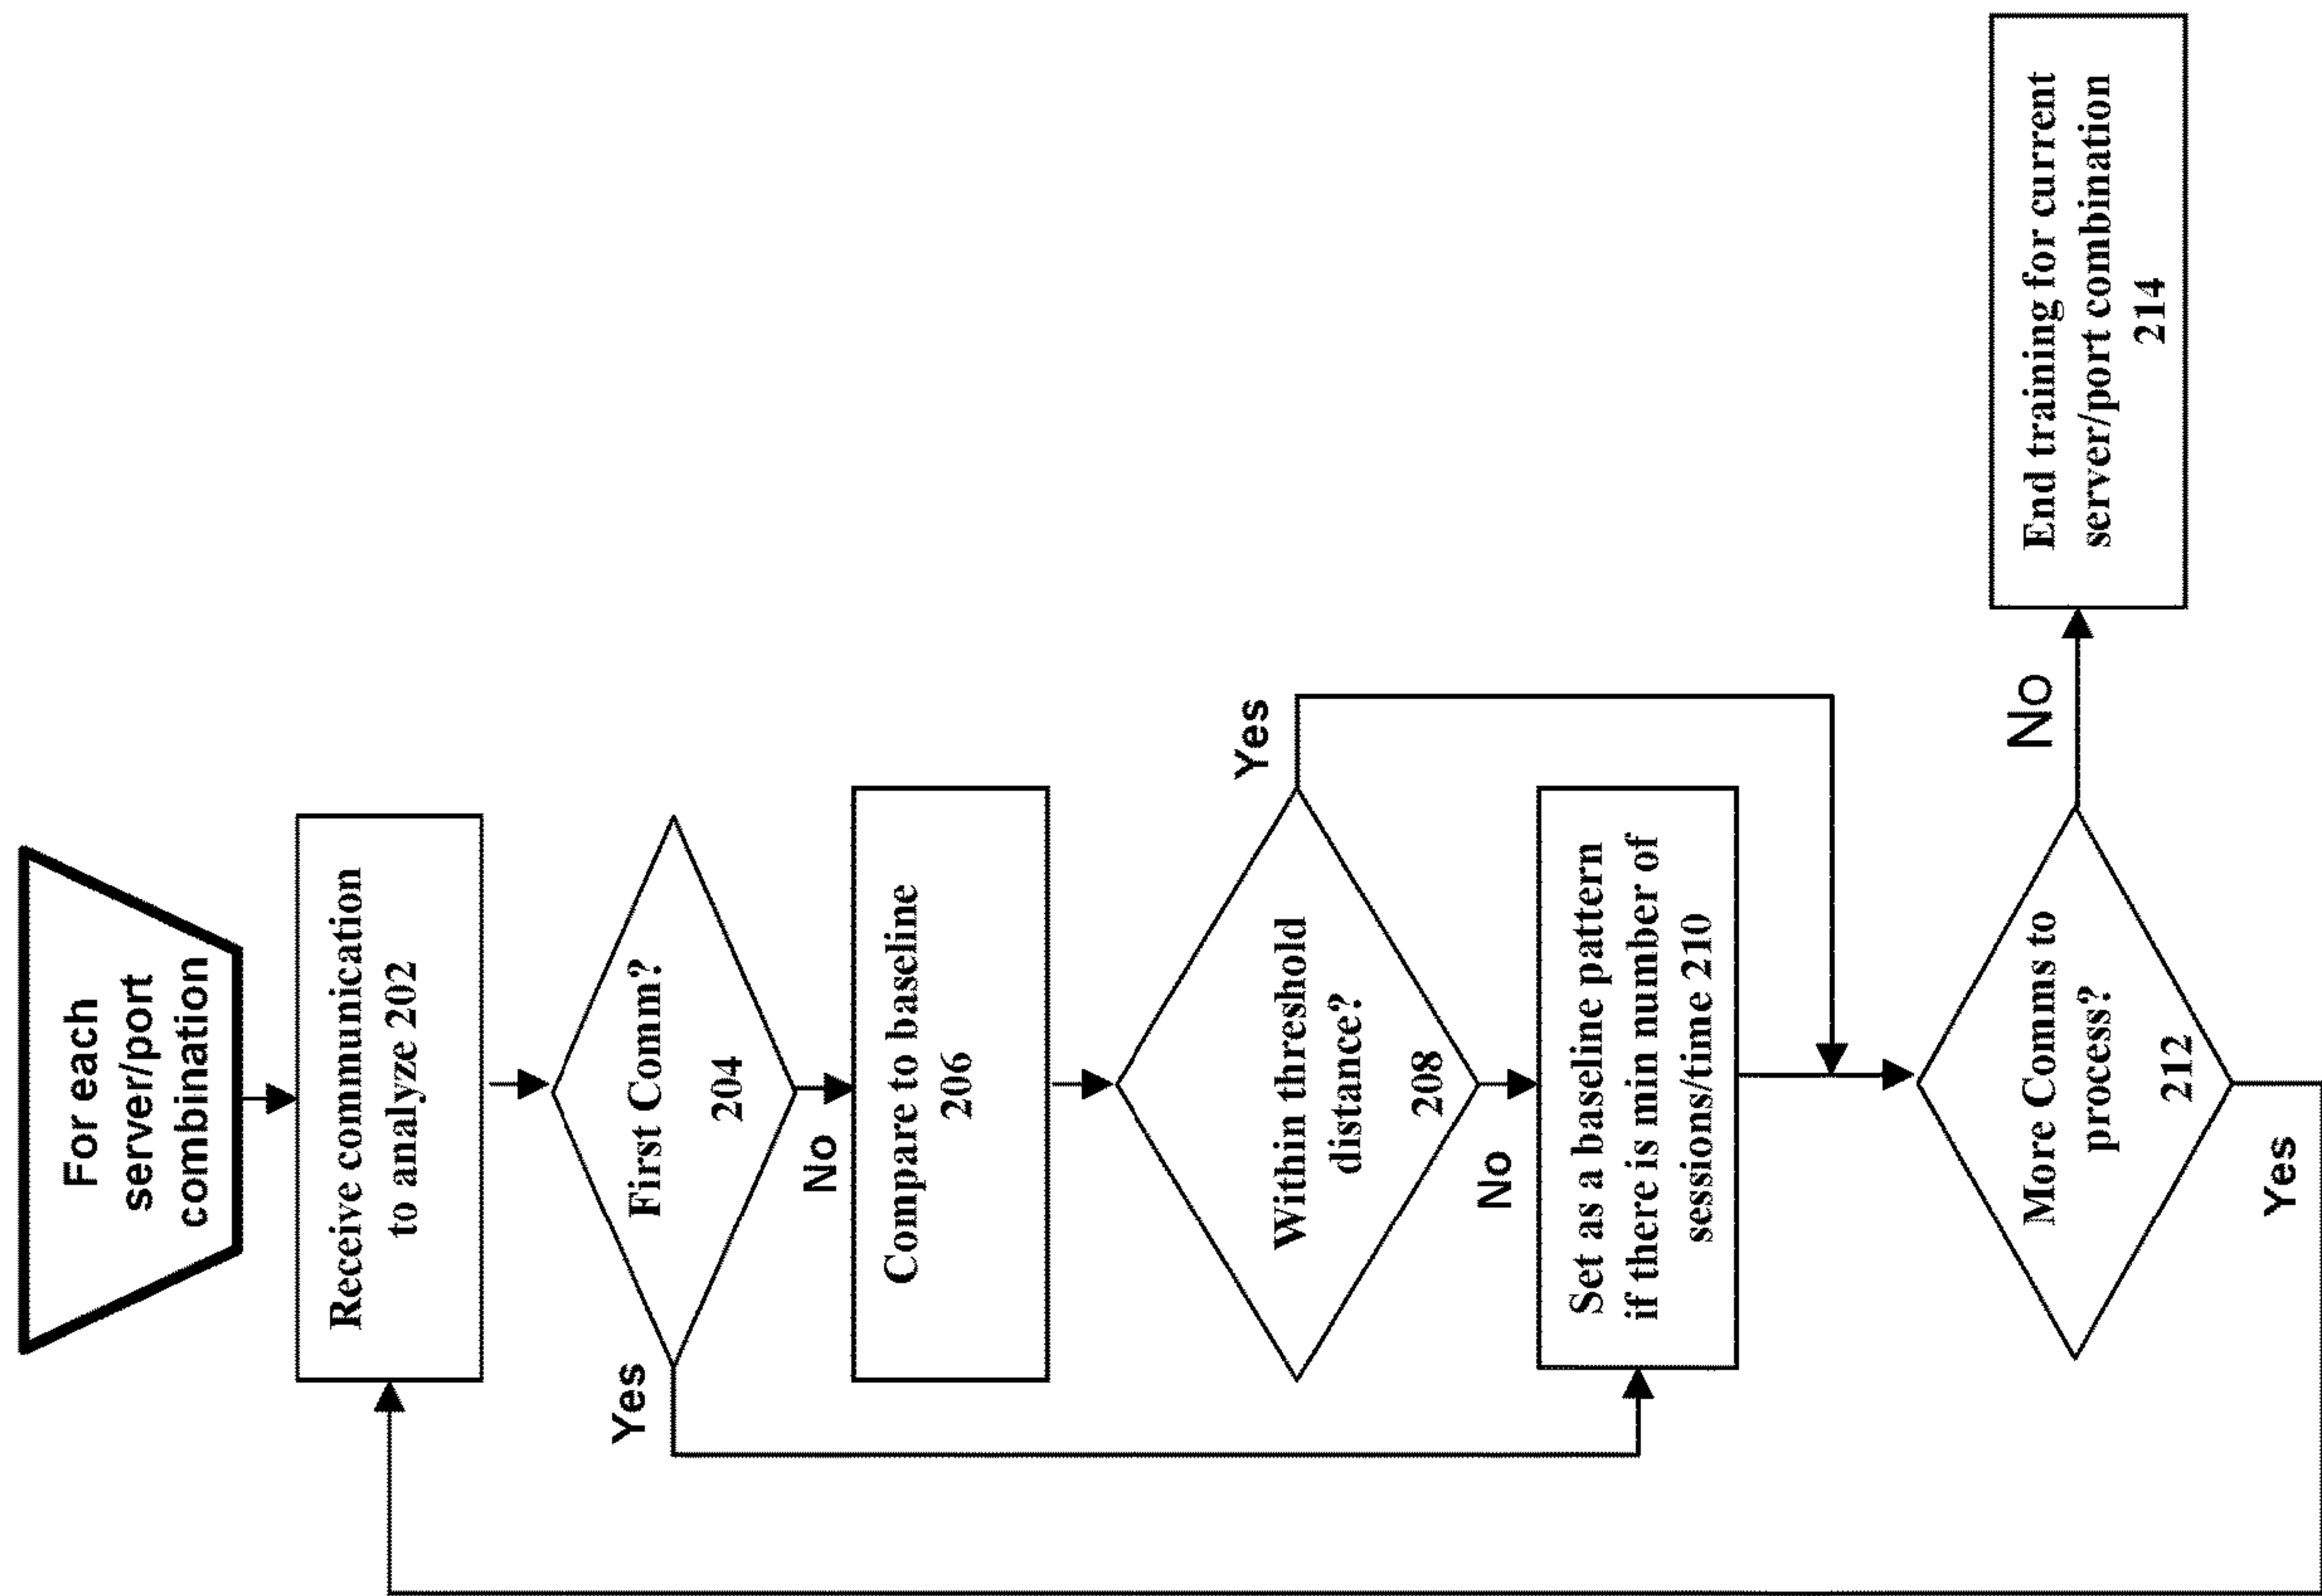 For each
server/port
combination
Receive communication
to analyze 202
First Comm?
204
Yes
No
Compare to baseline
206
Within threshold
distance?
208
Yes
No
Set as a baseline pattern
if there is min number of
sessions/time 210
More Comms to
process?
212
No
Yes
End training for current
server/port combination
214